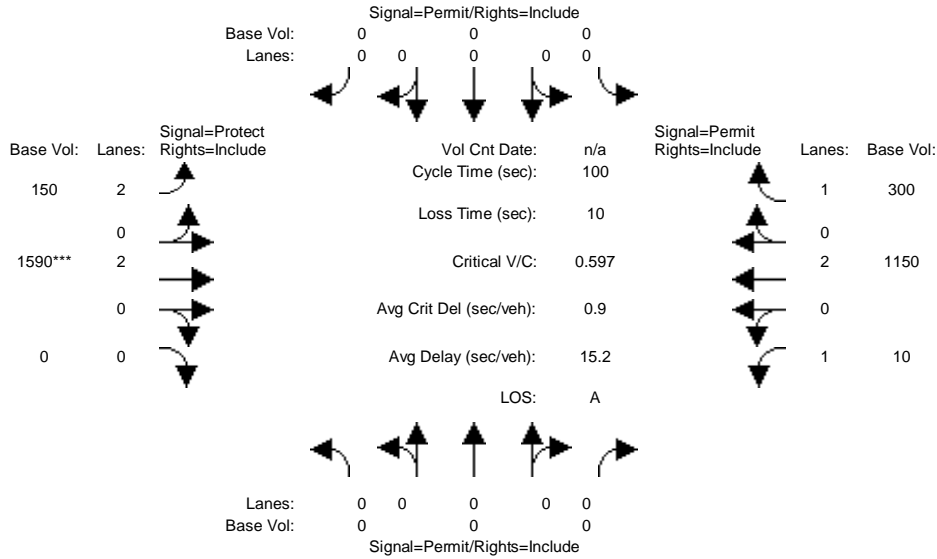 Signal=Permit/Rights=Include
Base Vol: 0 0 0
Lanes: 0 0 0 0 0
Signal=Protect
Rights=Include
Signal=Permit
Rights=Include
Base Vol: Lanes: Vol Cnt Date: n/a Lanes: Base Vol:
Cycle Time (sec): 100
150 2 1 300
Loss Time (sec): 10
0 0
1590*** 2 Critical V/C: 0.597 2 1150
0 Avg Crit Del (sec/veh): 0.9 0
0 0 Avg Delay (sec/veh): 15.2 1 10
LOS: A
Lanes: 0 0 0 0 0
Base Vol: 0 0 0
Signal=Permit/Rights=Include